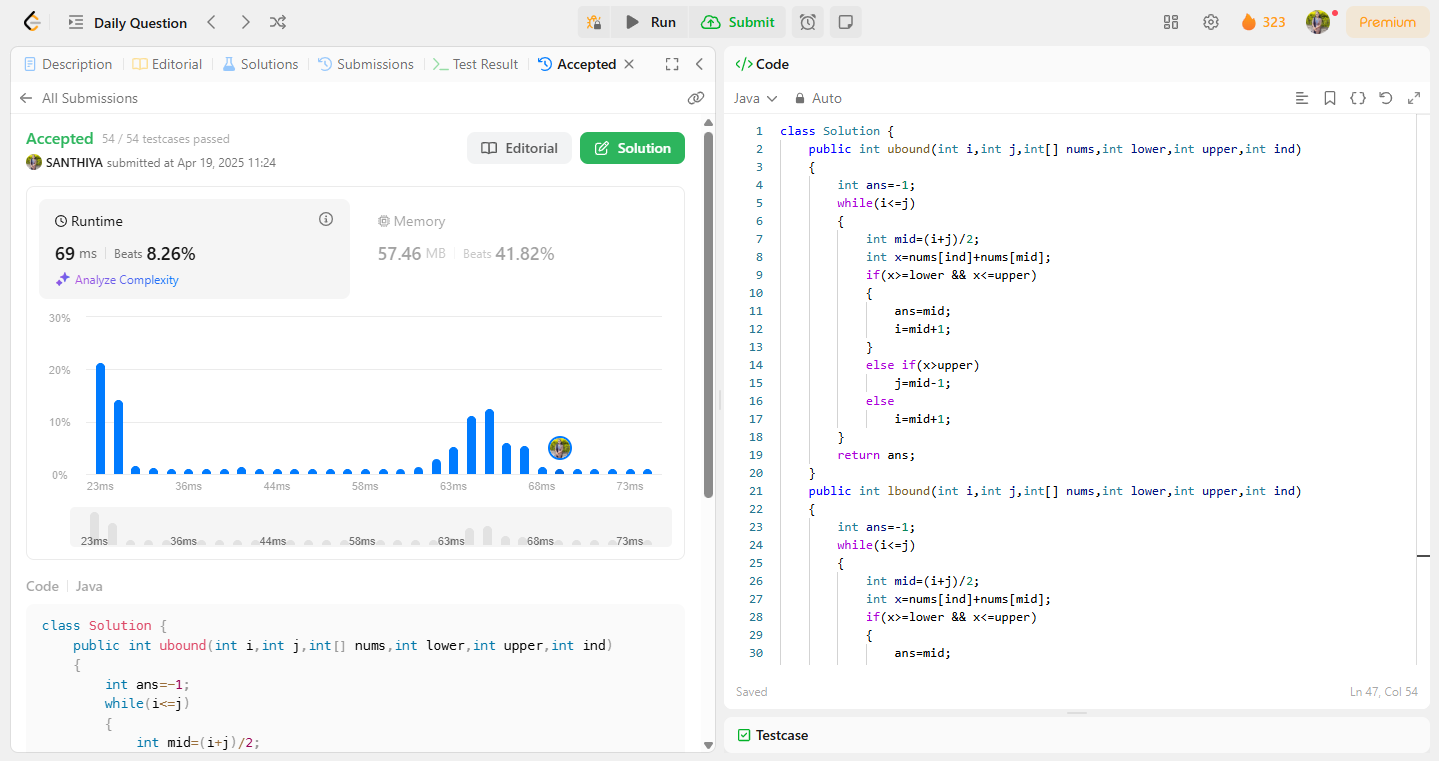 Daily Question
Run
Submit
323
Premium
Description
Editorial
Solutions
Submissions
Test Result
Accepted
All Submissions
Accepted 54 / 54 testcases passed
SANTHIYA submitted at Apr 19, 2025 11:24
Editorial
Solution
Runtime
69 ms Beats 8.26%
Analyze Complexity
Memory
57.46 MB Beats 41.82%
30%
20%
10%
0%
23ms 36ms 44ms 58ms 63ms 68ms 73ms
23ms 36ms 44ms 58ms 63ms 68ms 73ms
Code Java
class Solution {
public int ubound(int i,int j,int[] nums,int lower,int upper,int ind)
{
int ans=-1;
while(i<=j)
{
int mid=(i+j)/2;
</> Code
Java
Auto
1 class Solution {
2 public int ubound(int i,int j,int[] nums,int lower,int upper,int ind)
3 {
4 int ans=-1;
5 while(i<=j)
6 {
7 int mid=(i+j)/2;
8 int x=nums[ind]+nums[mid];
9 if(x>=lower && x<=upper)
10 {
11 ans=mid;
12 i=mid+1;
13 }
14 else if(x>upper)
15 j=mid-1;
16 else
17 i=mid+1;
18 }
19 return ans;
20 }
21 public int lbound(int i,int j,int[] nums,int lower,int upper,int ind)
22 {
23 int ans=-1;
24 while(i<=j)
25 {
26 int mid=(i+j)/2;
27 int x=nums[ind]+nums[mid];
28 if(x>=lower && x<=upper)
29 {
30 ans=mid;
Saved
Ln 47, Col 54
Testcase